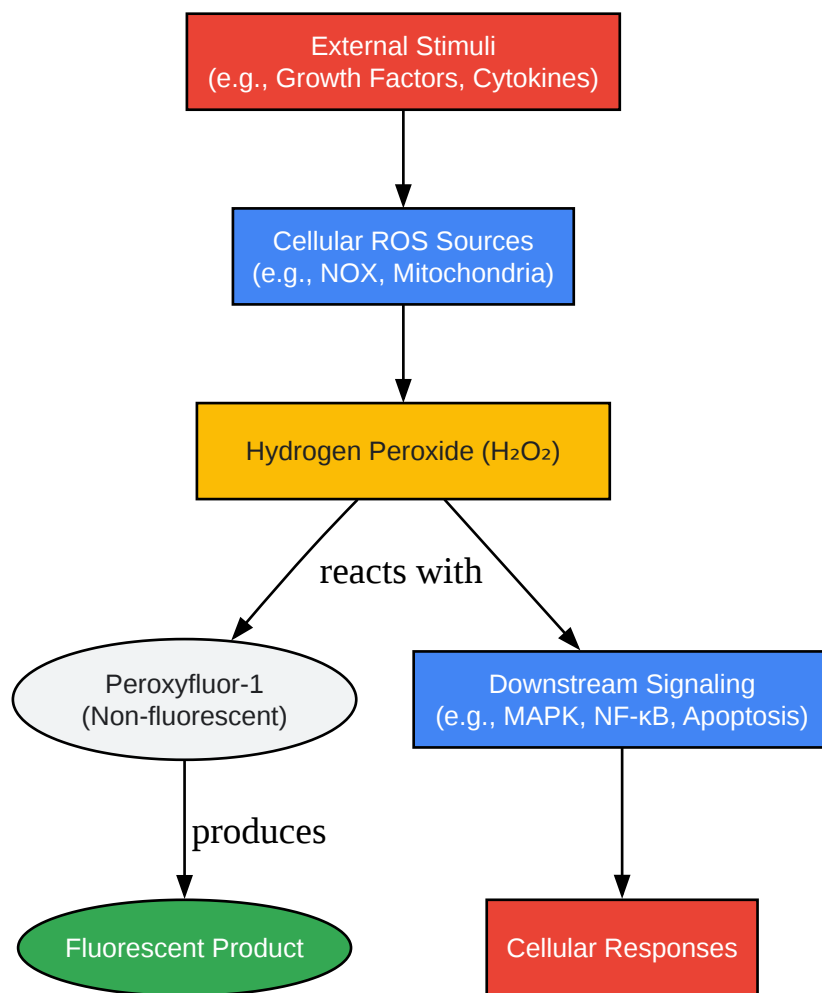 External Stimuli
(e.g., Growth Factors, Cytokines)
Cellular ROS Sources
(e.g., NOX, Mitochondria)
Hydrogen Peroxide (H₂O₂)
reacts with
Peroxyfluor-1
(Non-fluorescent)
Downstream Signaling
(e.g., MAPK, NF-κB, Apoptosis)
produces
Fluorescent Product
Cellular Responses